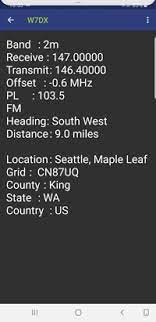 W7DX
Band : 2m
Receive : 147.00000
Transmit: 146.40000
Offset : -0.6 MHz
PL : 103.5
FM
Heading: South West
Distance: 9.0 miles
Location: Seattle, Maple Leaf
Grid : CN87UQ
County : King
State : WA
Country : US